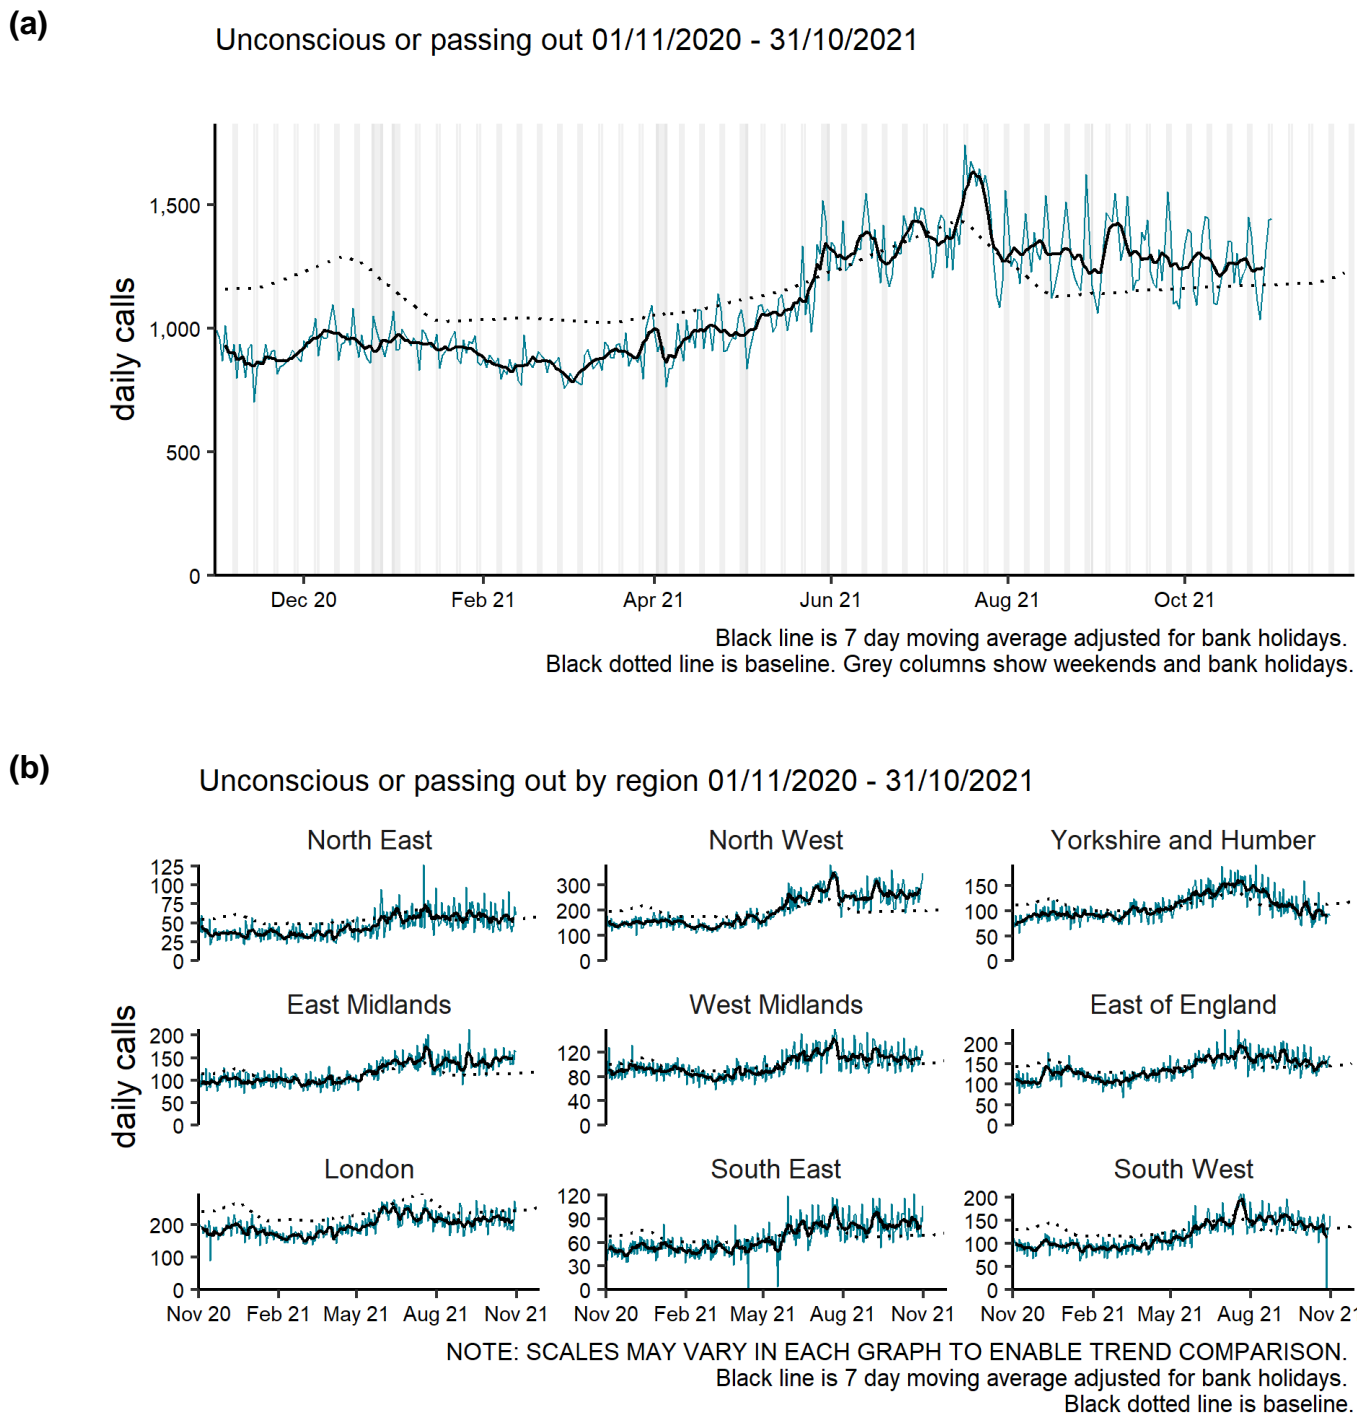 (a)
Unconscious or passing out 01/11/2020 - 31/10/2021
daily calls
1,500
1,000
500
0
Dec 20 Feb 21 Apr 21 Jun 21 Aug 21 Oct 21
Black line is 7 day moving average adjusted for bank holidays.
Black dotted line is baseline. Grey columns show weekends and bank holidays.
(b)
Unconscious or passing out by region 01/11/2020 - 31/10/2021
daily calls
North East
125
100
75
50
25
0
North West
300
200
100
0
Yorkshire and Humber
150
100
50
0
East Midlands
200
150
100
50
0
West Midlands
120
80
40
0
East of England
200
150
100
50
0
London
200
100
0
South East
120
90
60
30
0
South West
200
150
100
50
0
Nov 20 Feb 21 May 21 Aug 21 Nov 21
Nov 20 Feb 21 May 21 Aug 21 Nov 21
Nov 20 Feb 21 May 21 Aug 21 Nov 21
NOTE: SCALES MAY VARY IN EACH GRAPH TO ENABLE TREND COMPARISON.
Black line is 7 day moving average adjusted for bank holidays.
Black dotted line is baseline.